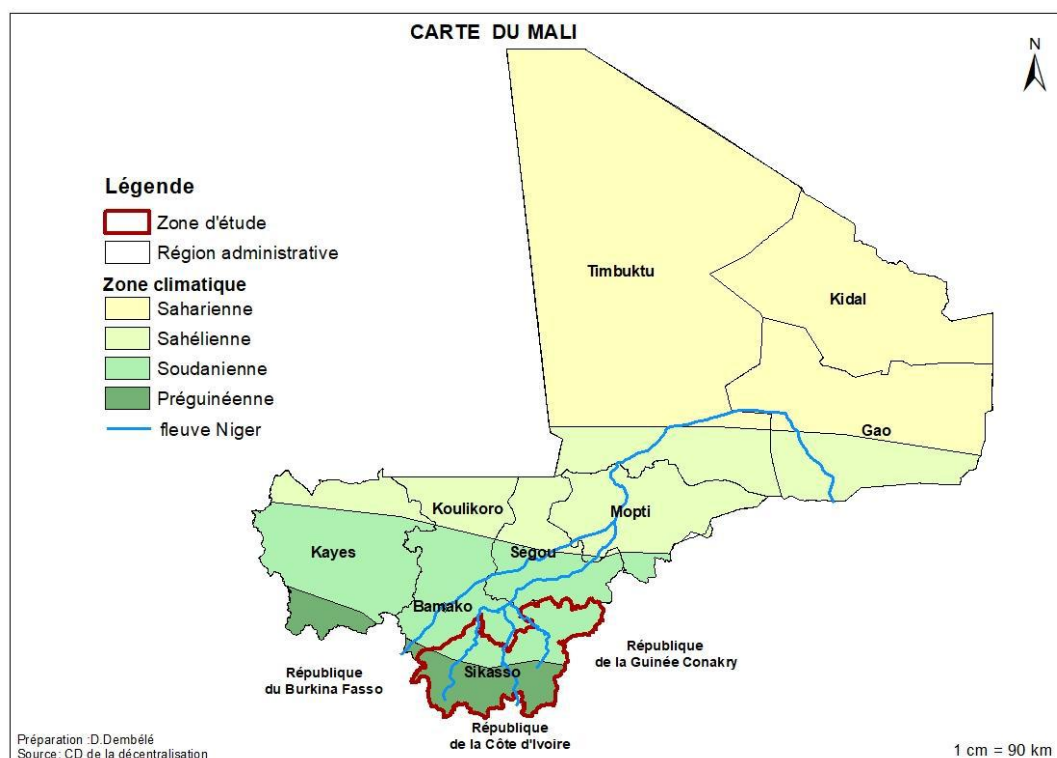 CARTE DU MALI
N
Légende
Zone d'étude
Région administrative
Zone climatique
Saharienne
Sahélienne
Soudanienne
Préguinéenne
fleuve Niger
Timbuktu
Kidal
Gao
Koulikoro
Mopti
Kayes
Ségou
Bamako
Sikasso
République
du Burkina Fasso
République
de la Guinée Conakry
République
de la Côte d'Ivoire
Préparation :D.Dembélé
Source: CD de la décentralisation
1 cm = 90 km